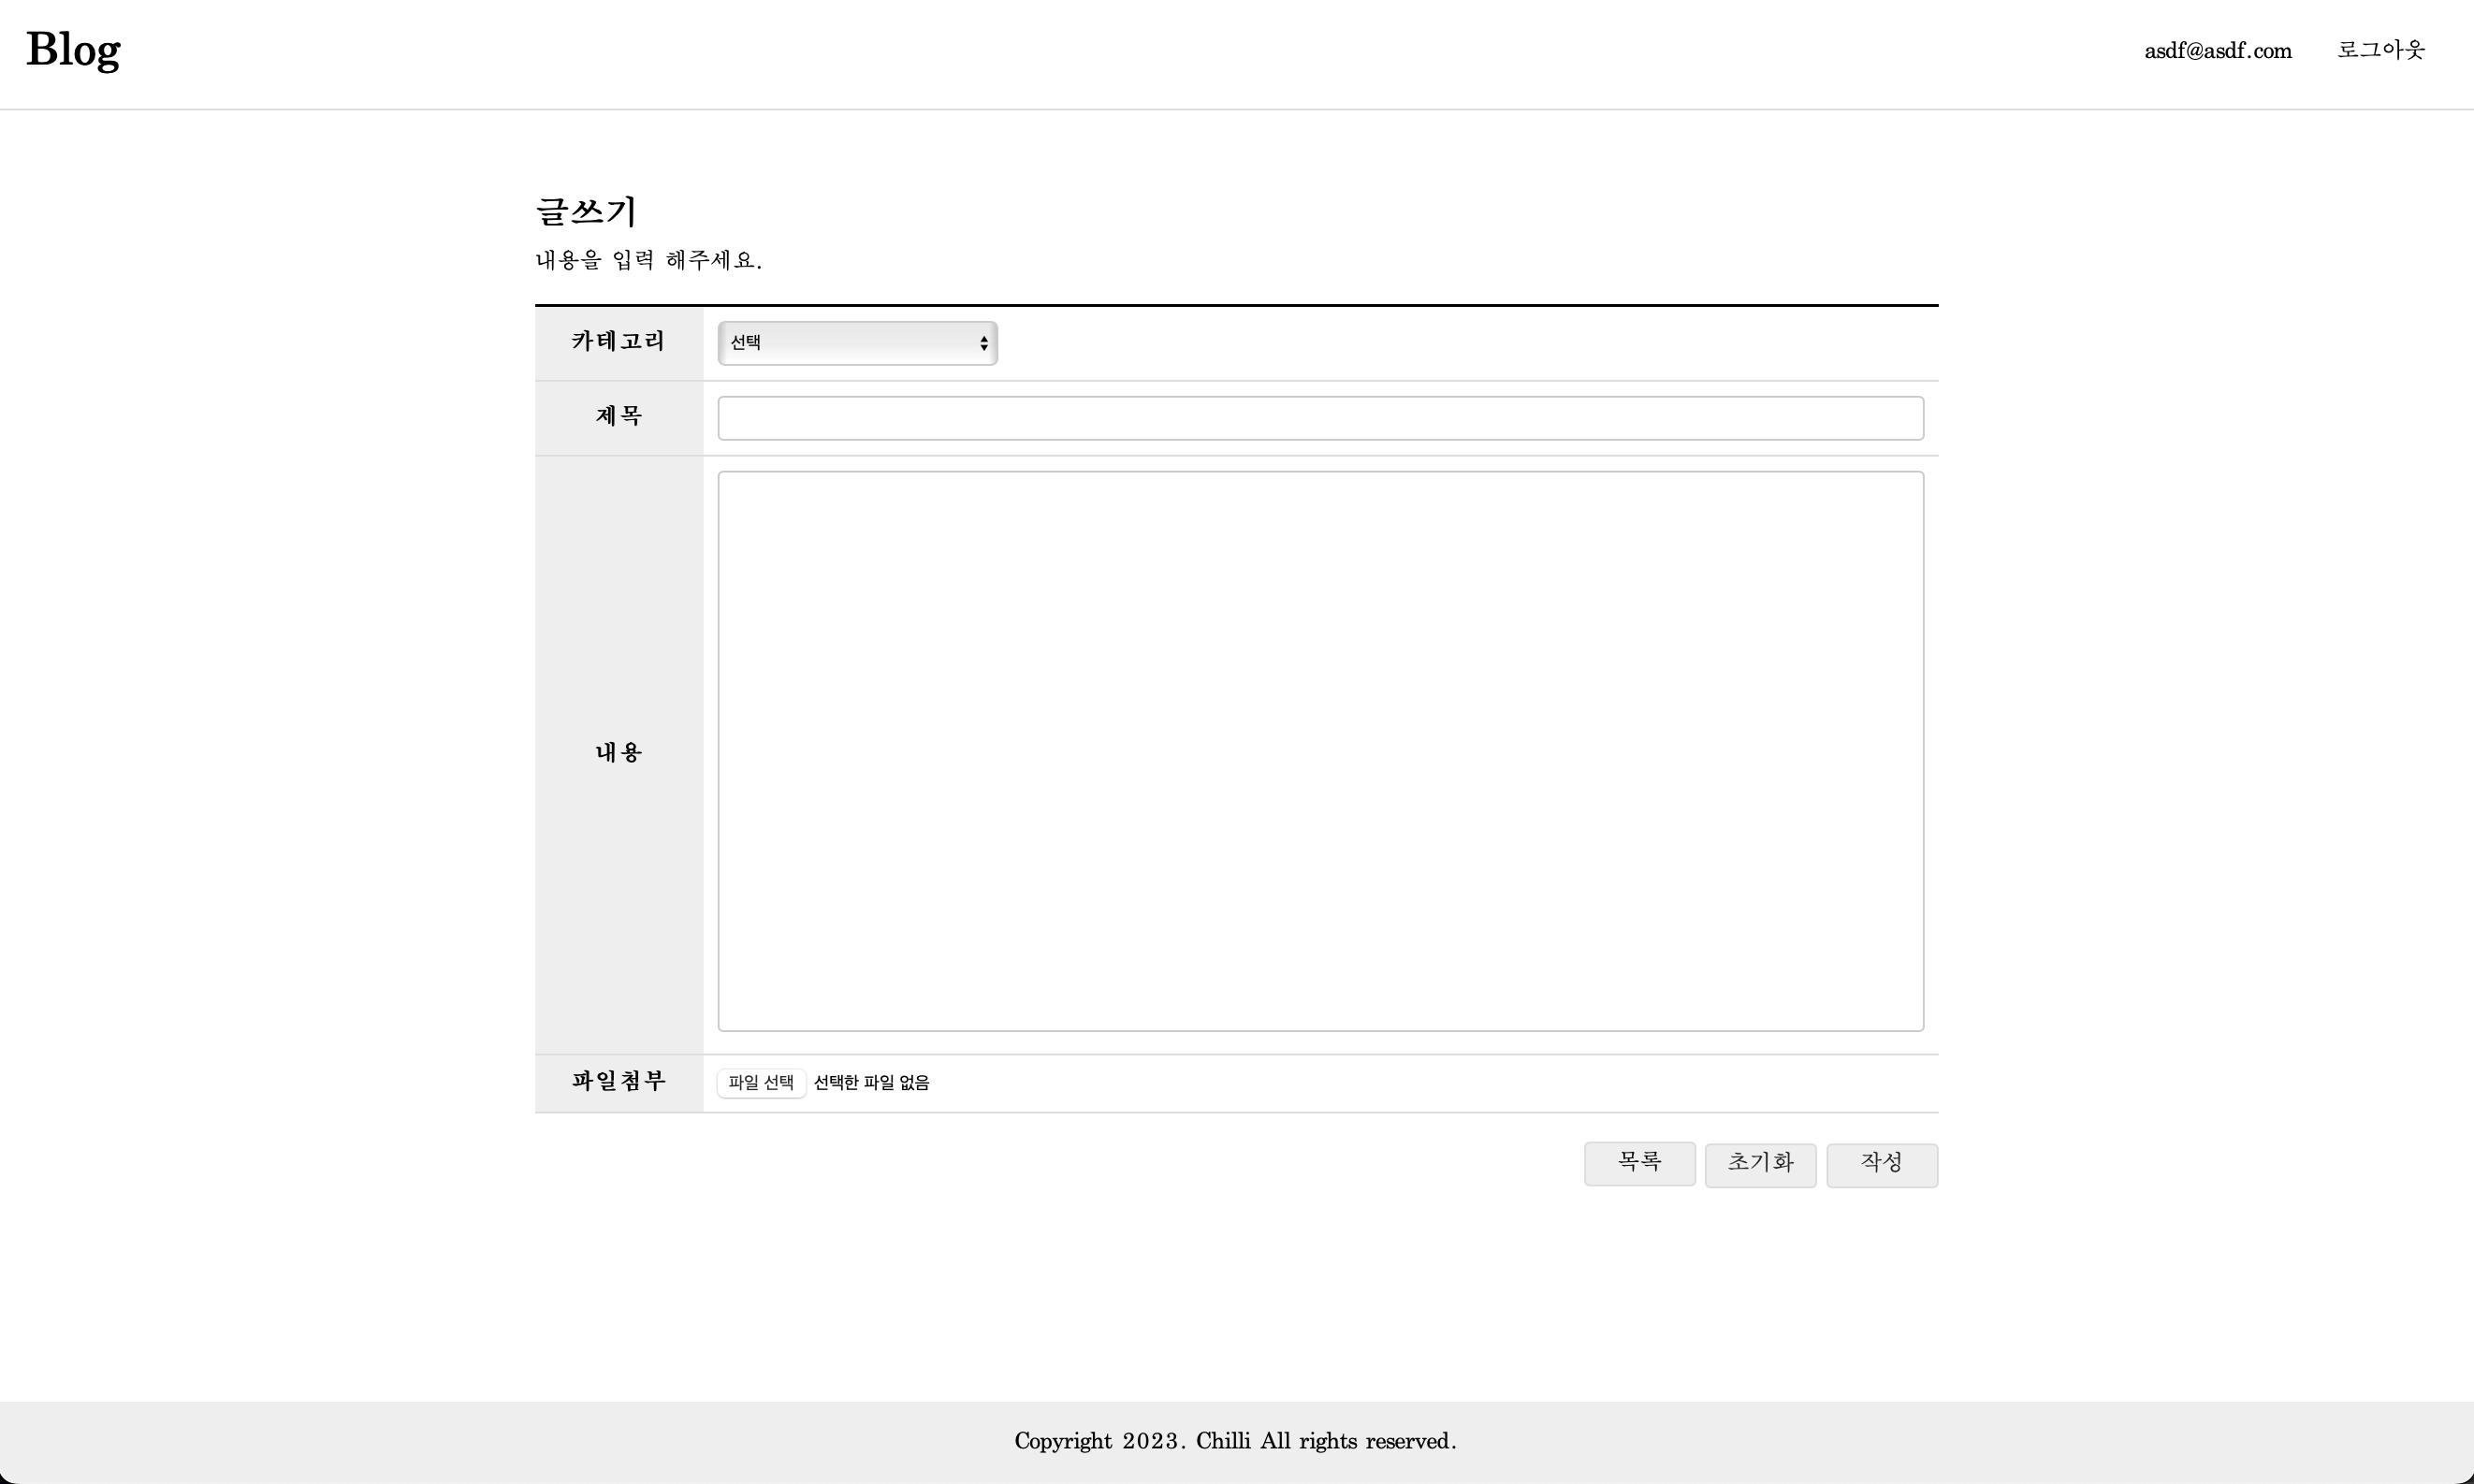 Blog
asdf@asdf.com 로그아웃
글쓰기
내용을 입력 해주세요.
카테고리 선택
제목
내용
파일첨부 파일 선택 선택한 파일 없음
목록 초기화 작성
Copyright 2023. Chilli All rights reserved.